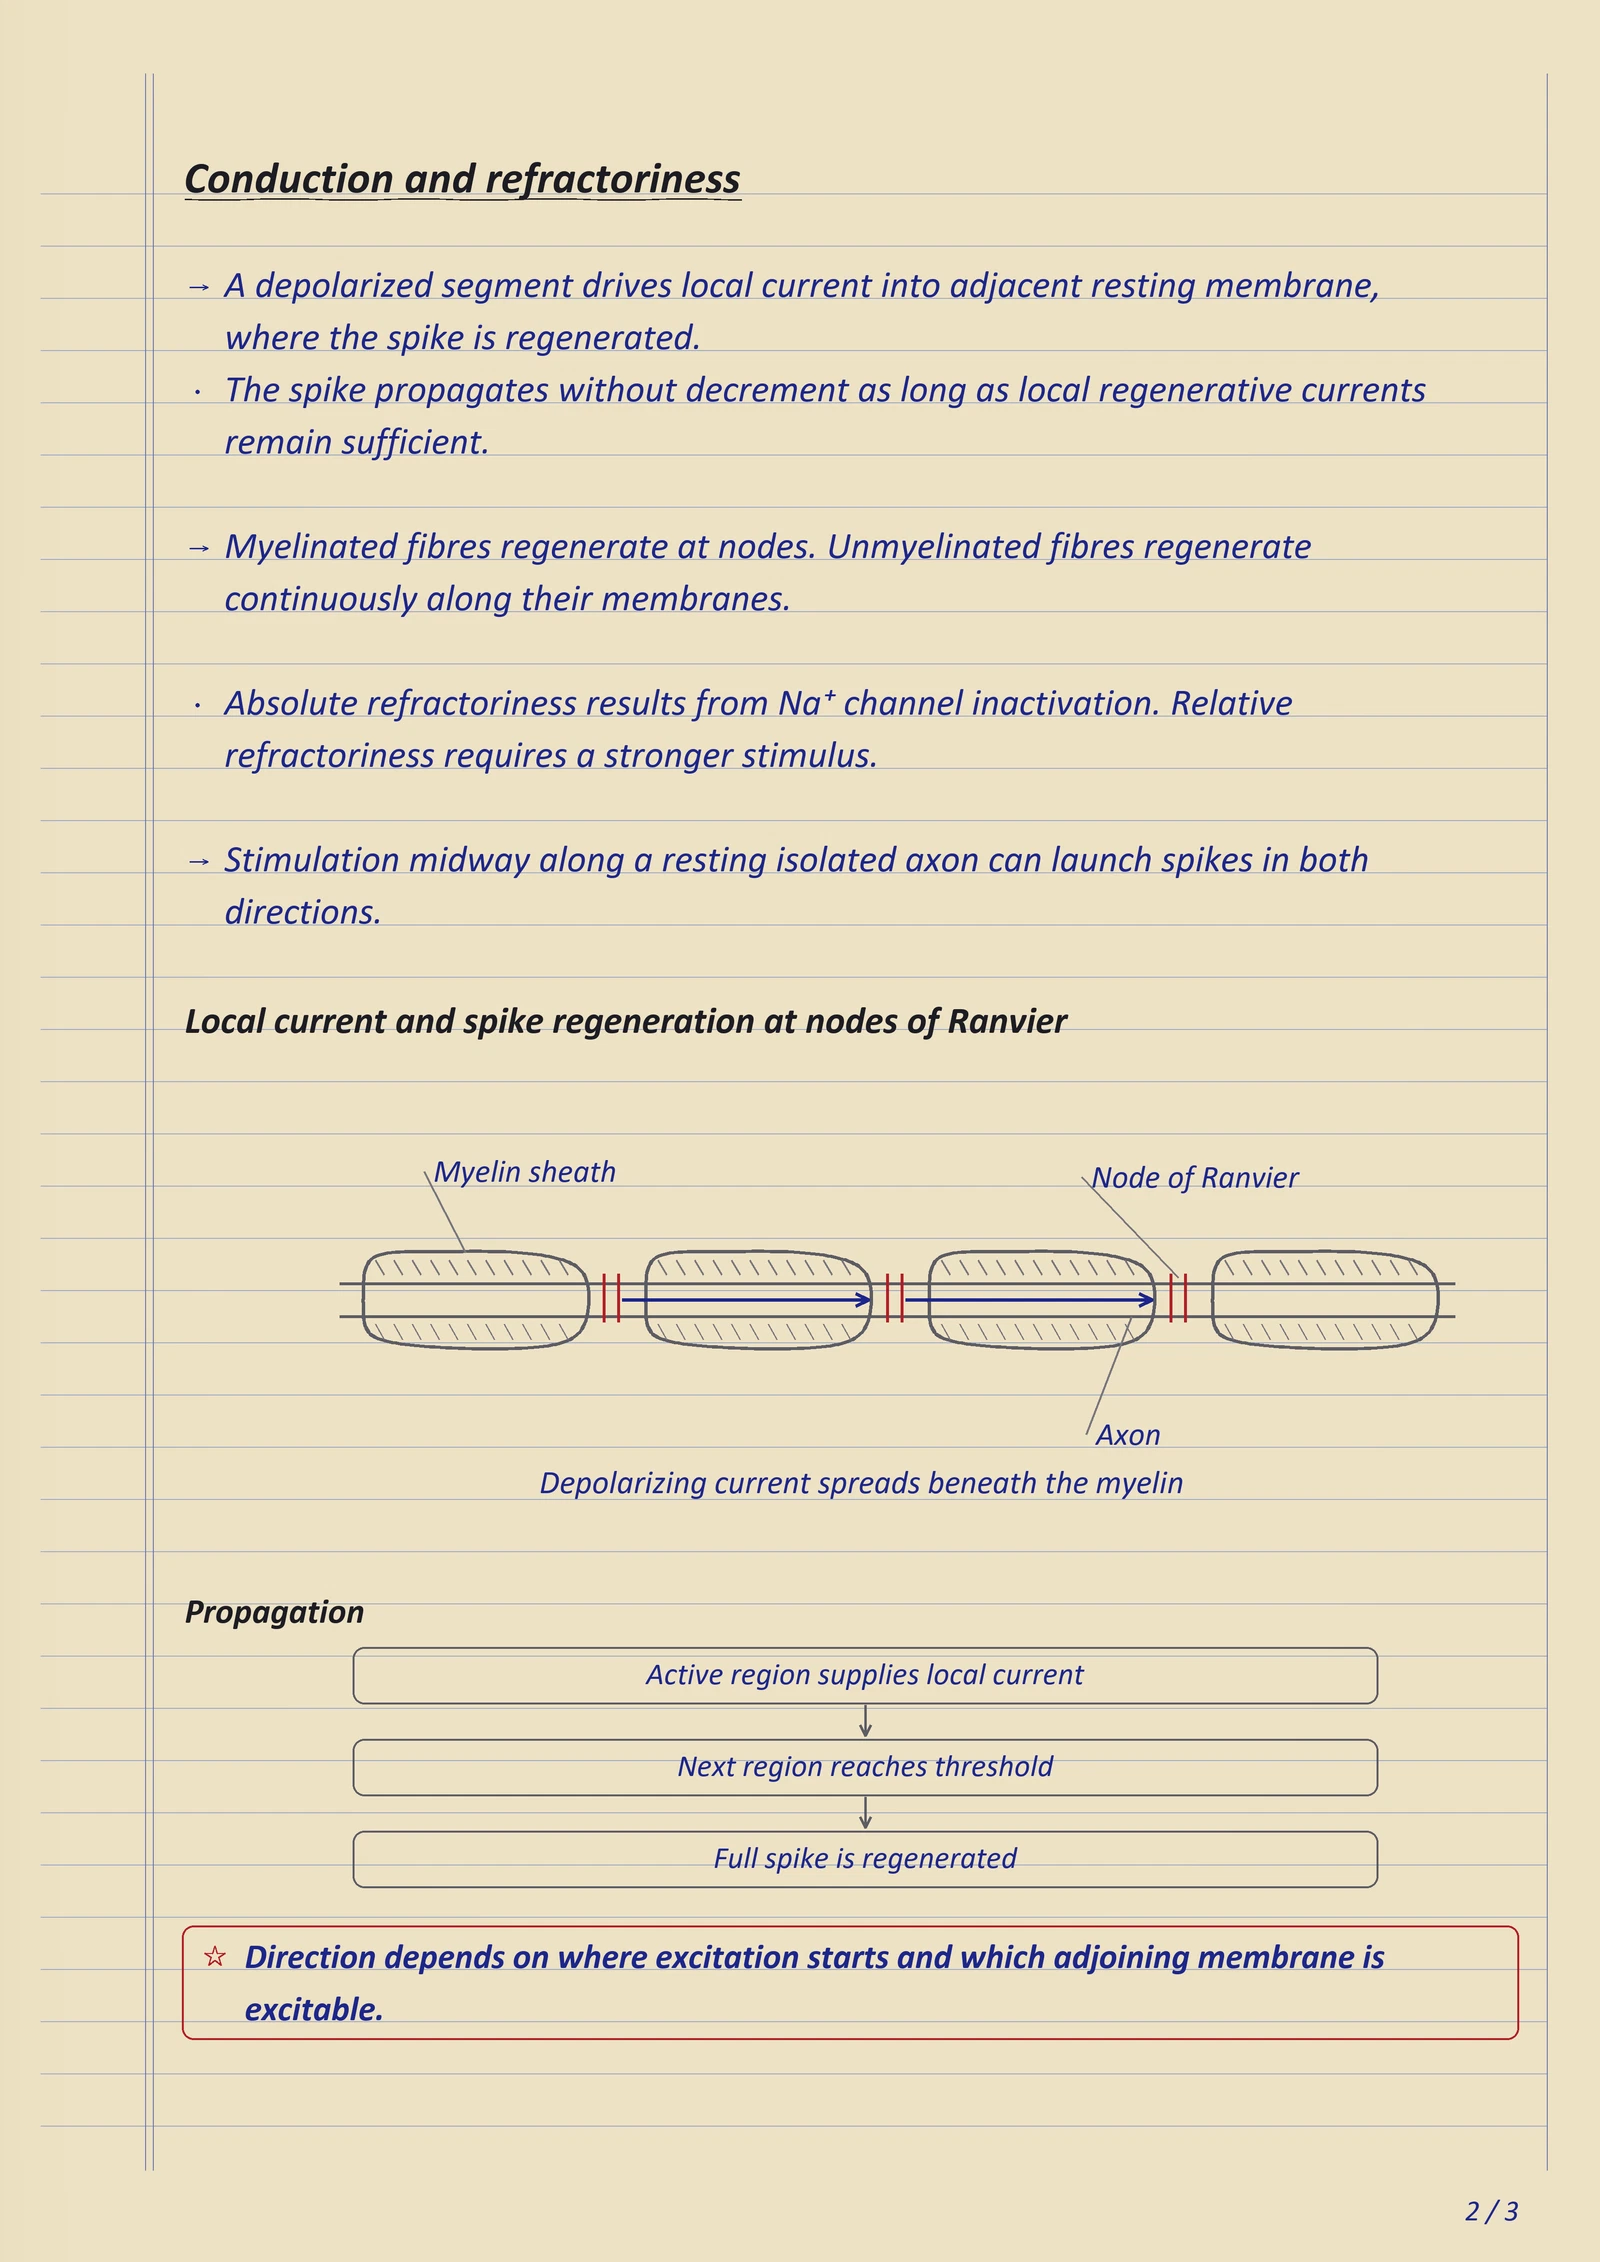 Conduction and refractoriness
→ A depolarized segment drives local current into adjacent resting membrane,
where the spike is regenerated.
· The spike propagates without decrement as long as local regenerative currents
remain sufficient.
→ Myelinated fibres regenerate at nodes. Unmyelinated fibres regenerate
continuously along their membranes.
· Absolute refractoriness results from Na⁺ channel inactivation. Relative
refractoriness requires a stronger stimulus.
→ Stimulation midway along a resting isolated axon can launch spikes in both
directions.
Local current and spike regeneration at nodes of Ranvier
Myelin sheath
Node of Ranvier
Axon
Depolarizing current spreads beneath the myelin
Propagation
Active region supplies local current
Next region reaches threshold
Full spike is regenerated
☆ Direction depends on where excitation starts and which adjoining membrane is
excitable.
2 / 3